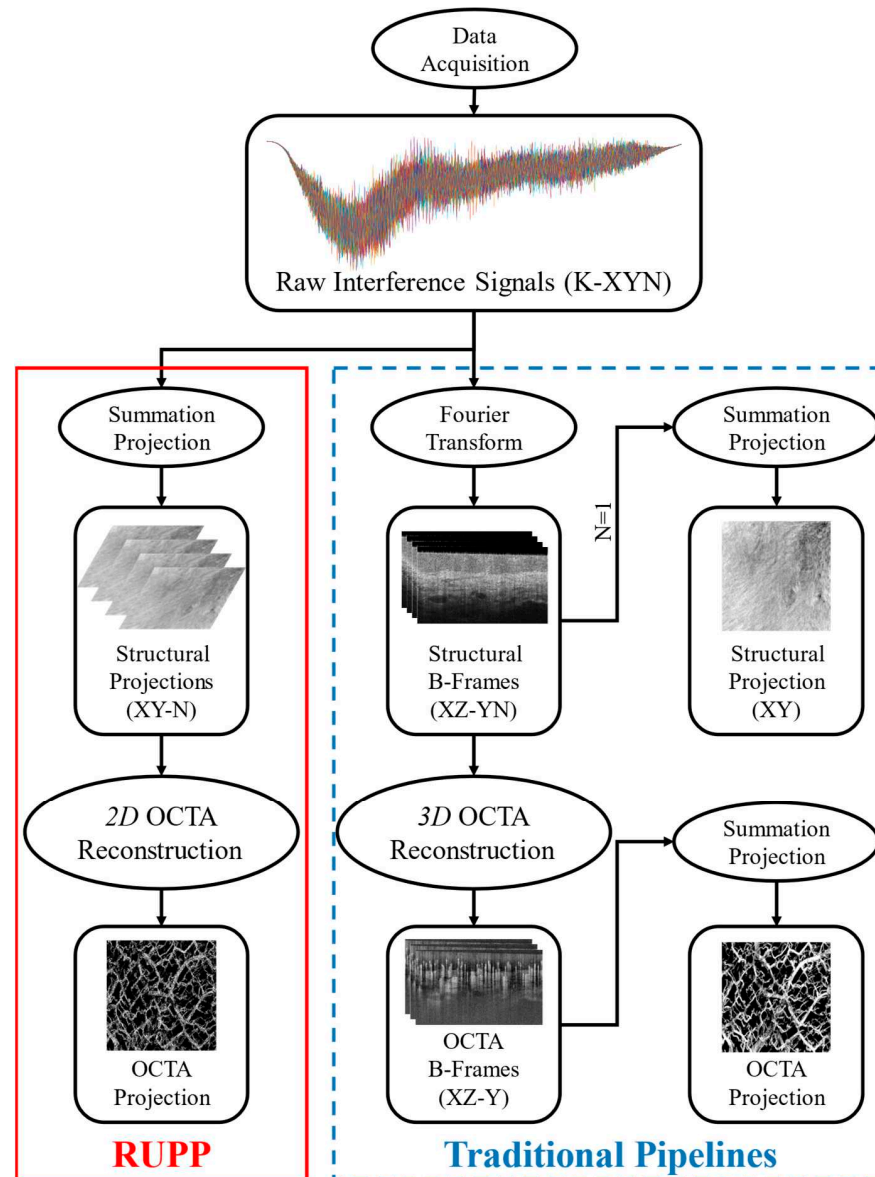 Data
Acquisition
Raw Interference Signals (K-XYN)
Summation
Projection
Structural
Projections
(XY-N)
2D OCTA
Reconstruction
OCTA
Projection
RUPP
Fourier
Transform
N=1
Summation
Projection
Structural
B-Frames
(XZ-YN)
Structural
Projection
(XY)
3D OCTA
Reconstruction
Summation
Projection
OCTA
B-Frames
(XZ-Y)
OCTA
Projection
Traditional Pipelines